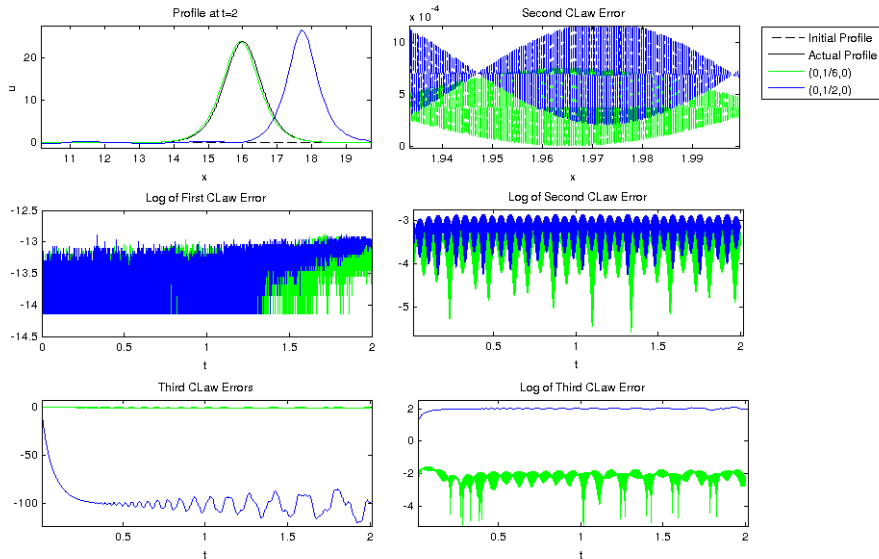 Profile at t=2
20
10
0
u
11 12 13 14 15 16 17 18 19
x
Second CLaw Error
x 10⁻⁴
10
5
0
1.94 1.95 1.96 1.97 1.98 1.99
x
Initial Profile
Actual Profile
(0,1/6,0)
(0,1/2,0)
Log of First CLaw Error
-12.5
-13
-13.5
-14
-14.5
0 0.5 1 1.5 2
t
Log of Second CLaw Error
-3
-4
-5
0.5 1 1.5 2
t
Third CLaw Errors
0
-50
-100
0.5 1 1.5 2
t
Log of Third CLaw Error
2
0
-2
-4
0.5 1 1.5 2
t